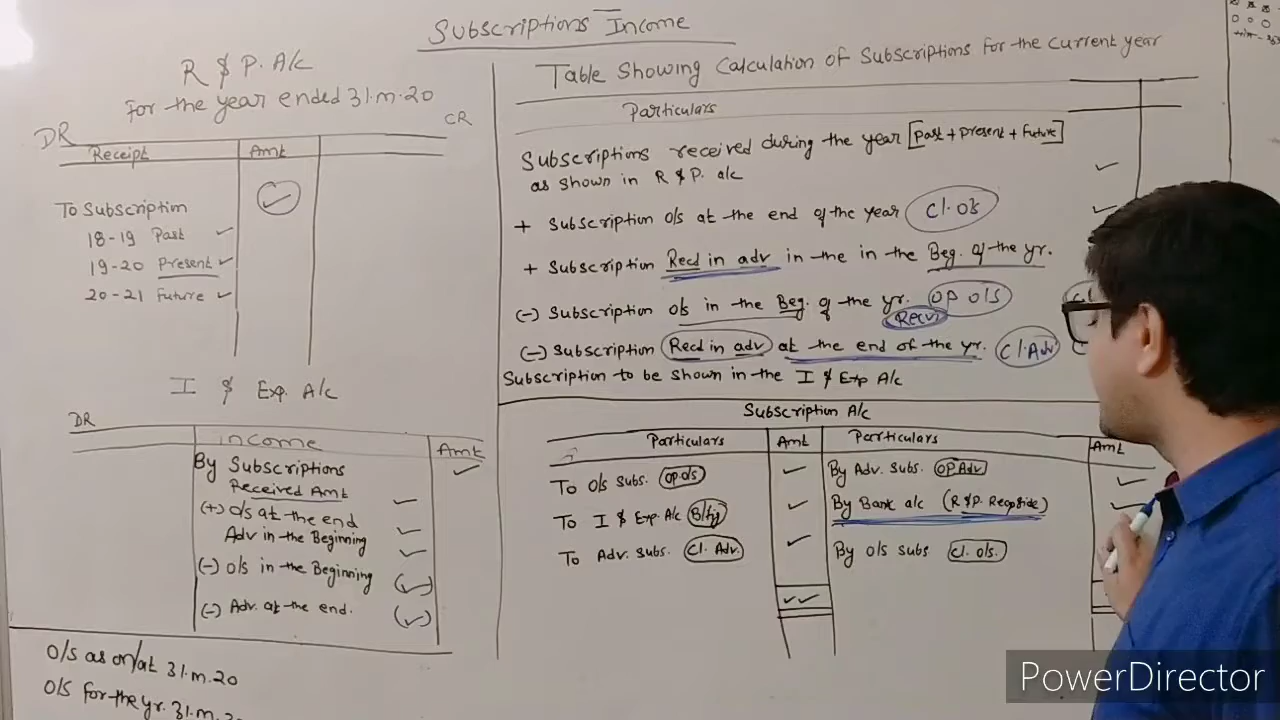 Subscriptions Income
R & P. A/c
For the year ended 31.m.20
DR
CR
Receipt Amt
To Subscription
18-19 Past
19-20 Present
20-21 Future
I & Exp. A/c
DR
Income Amt
By Subscriptions
Received Amt
(+) O/s at the end
Adv in the Beginning
(-) O/s in the Beginning
(-) Adv. at the end.
O/S as on/at 31.m.20
O/S for the yr. 31.m.20
Table Showing Calculation of Subscriptions for the current year
Particulars
Subscriptions received during the year [Past + Present + Future]
as shown in R & P. a/c
+ Subscription O/s at the end of the year Cl. O/s
+ Subscription Recd in adv in the in the Beg. of the yr.
(-) Subscription O/s in the Beg. of the yr. OP O/S
(-) Subscription Recd in adv at the end of the yr. Cl. Adv
Subscription to be shown in the I & Exp A/c
Subscription A/c
Particulars Amt Particulars Amt
To O/s Subs. OP. O/s
To I & Exp. A/c B/fig
To Adv. Subs. Cl. Adv.
By Adv. Subs. OP Adv
By Bank a/c (R & P. Receipt Side)
By O/s subs Cl. O/s.
PowerDirector